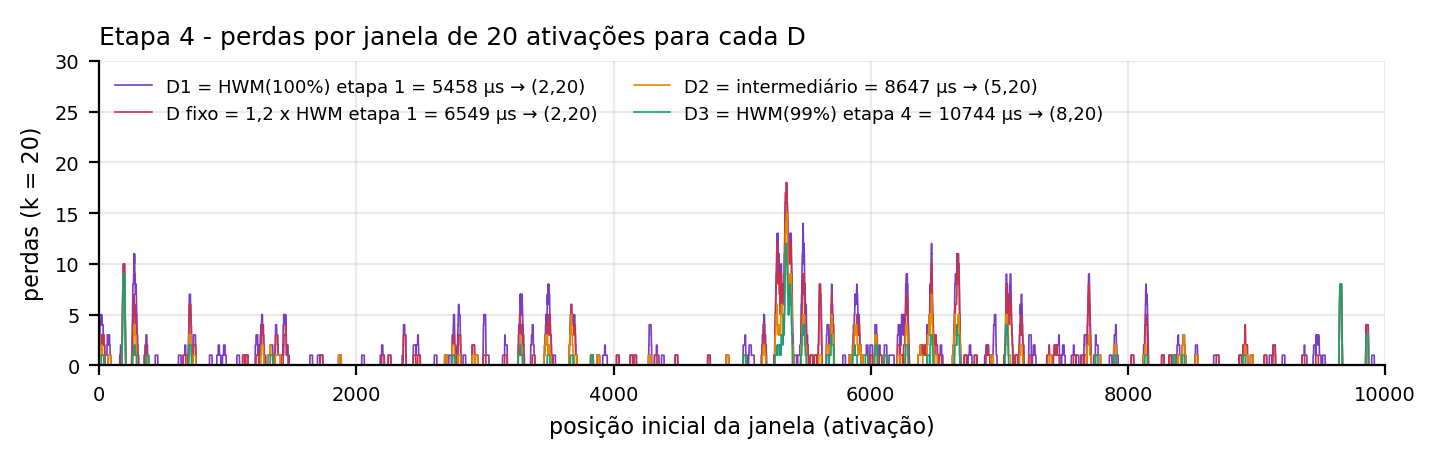 Etapa 4 - perdas por janela de 20 ativações para cada D
D1 = HWM(100%) etapa 1 = 5458 µs → (2,20)
D fixo = 1,2 x HWM etapa 1 = 6549 µs → (2,20)
D2 = intermediário = 8647 µs → (5,20)
D3 = HWM(99%) etapa 4 = 10744 µs → (8,20)
perdas (k = 20)
30
25
20
15
10
5
0
0 2000 4000 6000 8000 10000
posição inicial da janela (ativação)